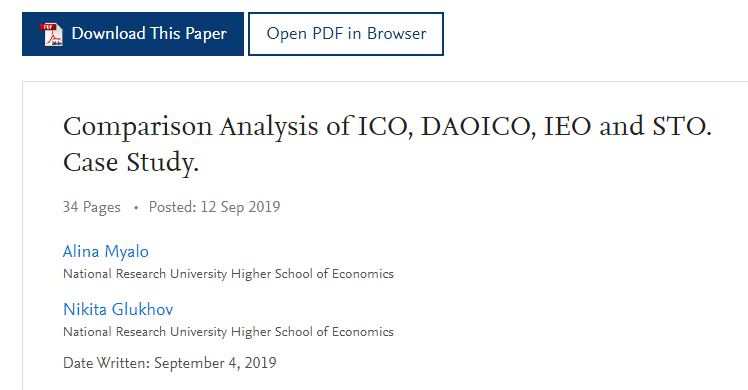 Download This Paper
Open PDF in Browser
Comparison Analysis of ICO, DAOICO, IEO and STO.
Case Study.
34 Pages • Posted: 12 Sep 2019
Alina Myalo
National Research University Higher School of Economics
Nikita Glukhov
National Research University Higher School of Economics
Date Written: September 4, 2019